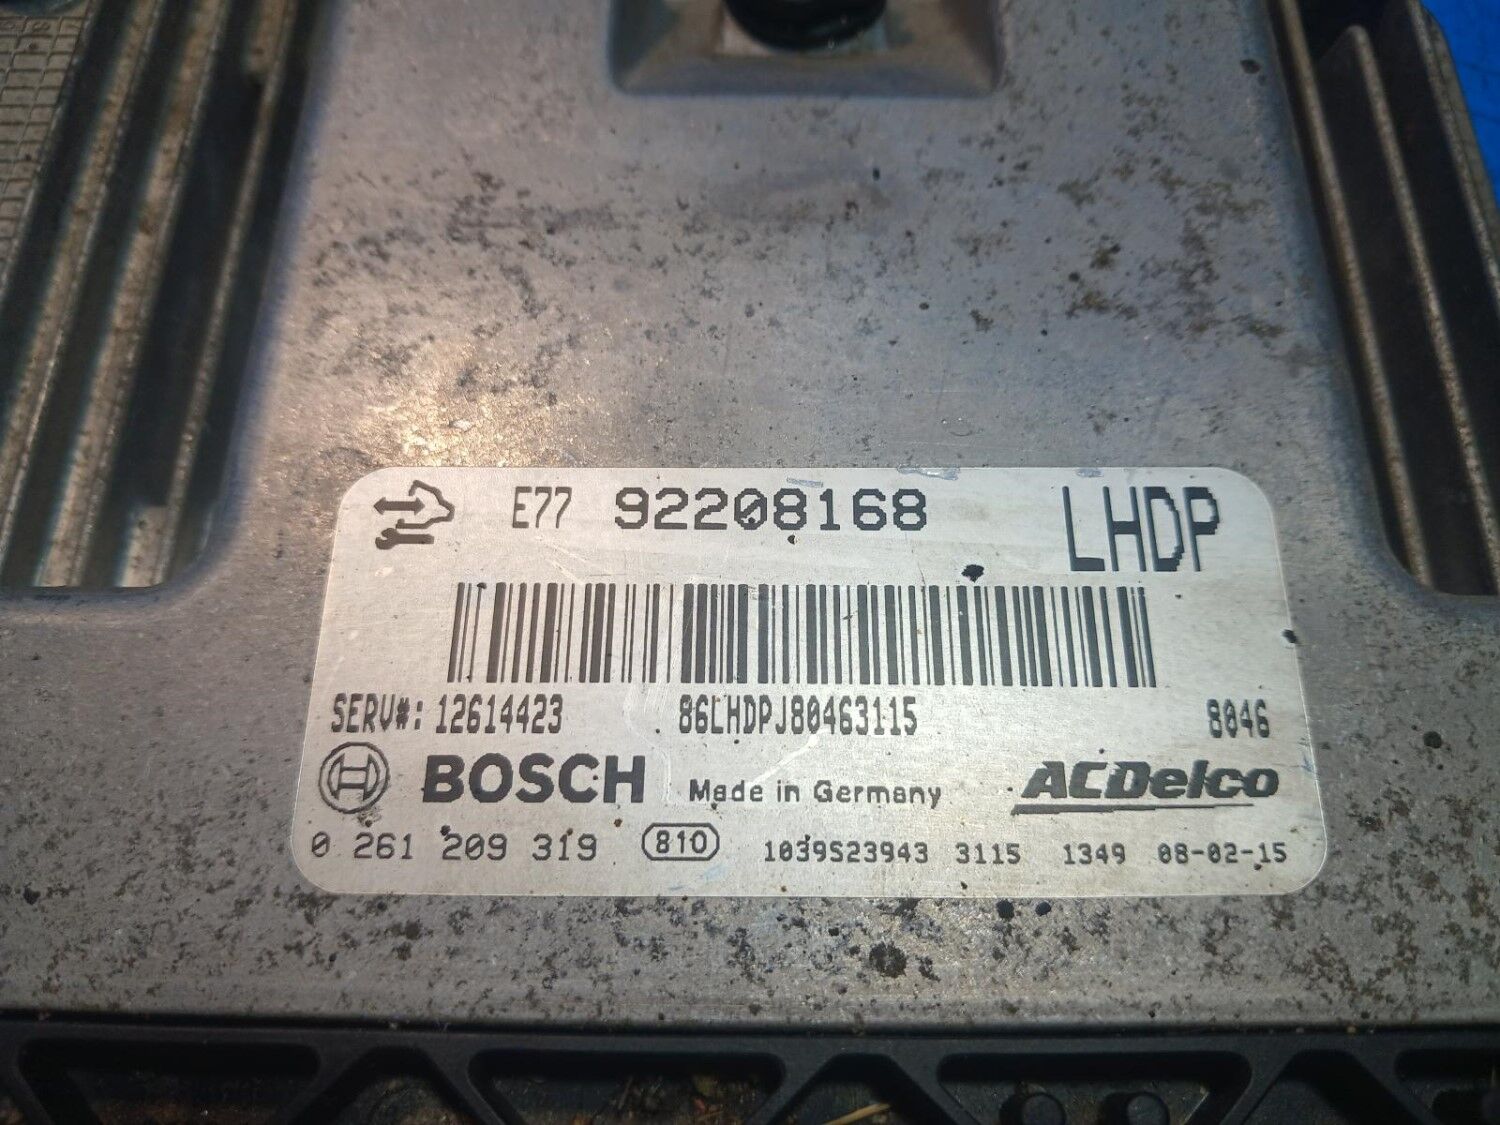 E77 92208168 LHDP
SERV#: 12614423 86LHDPJ80463115 8046
BOSCH Made in Germany ACDelco
0 261 209 319 810 1039S23943 3115 1349 08-02-15